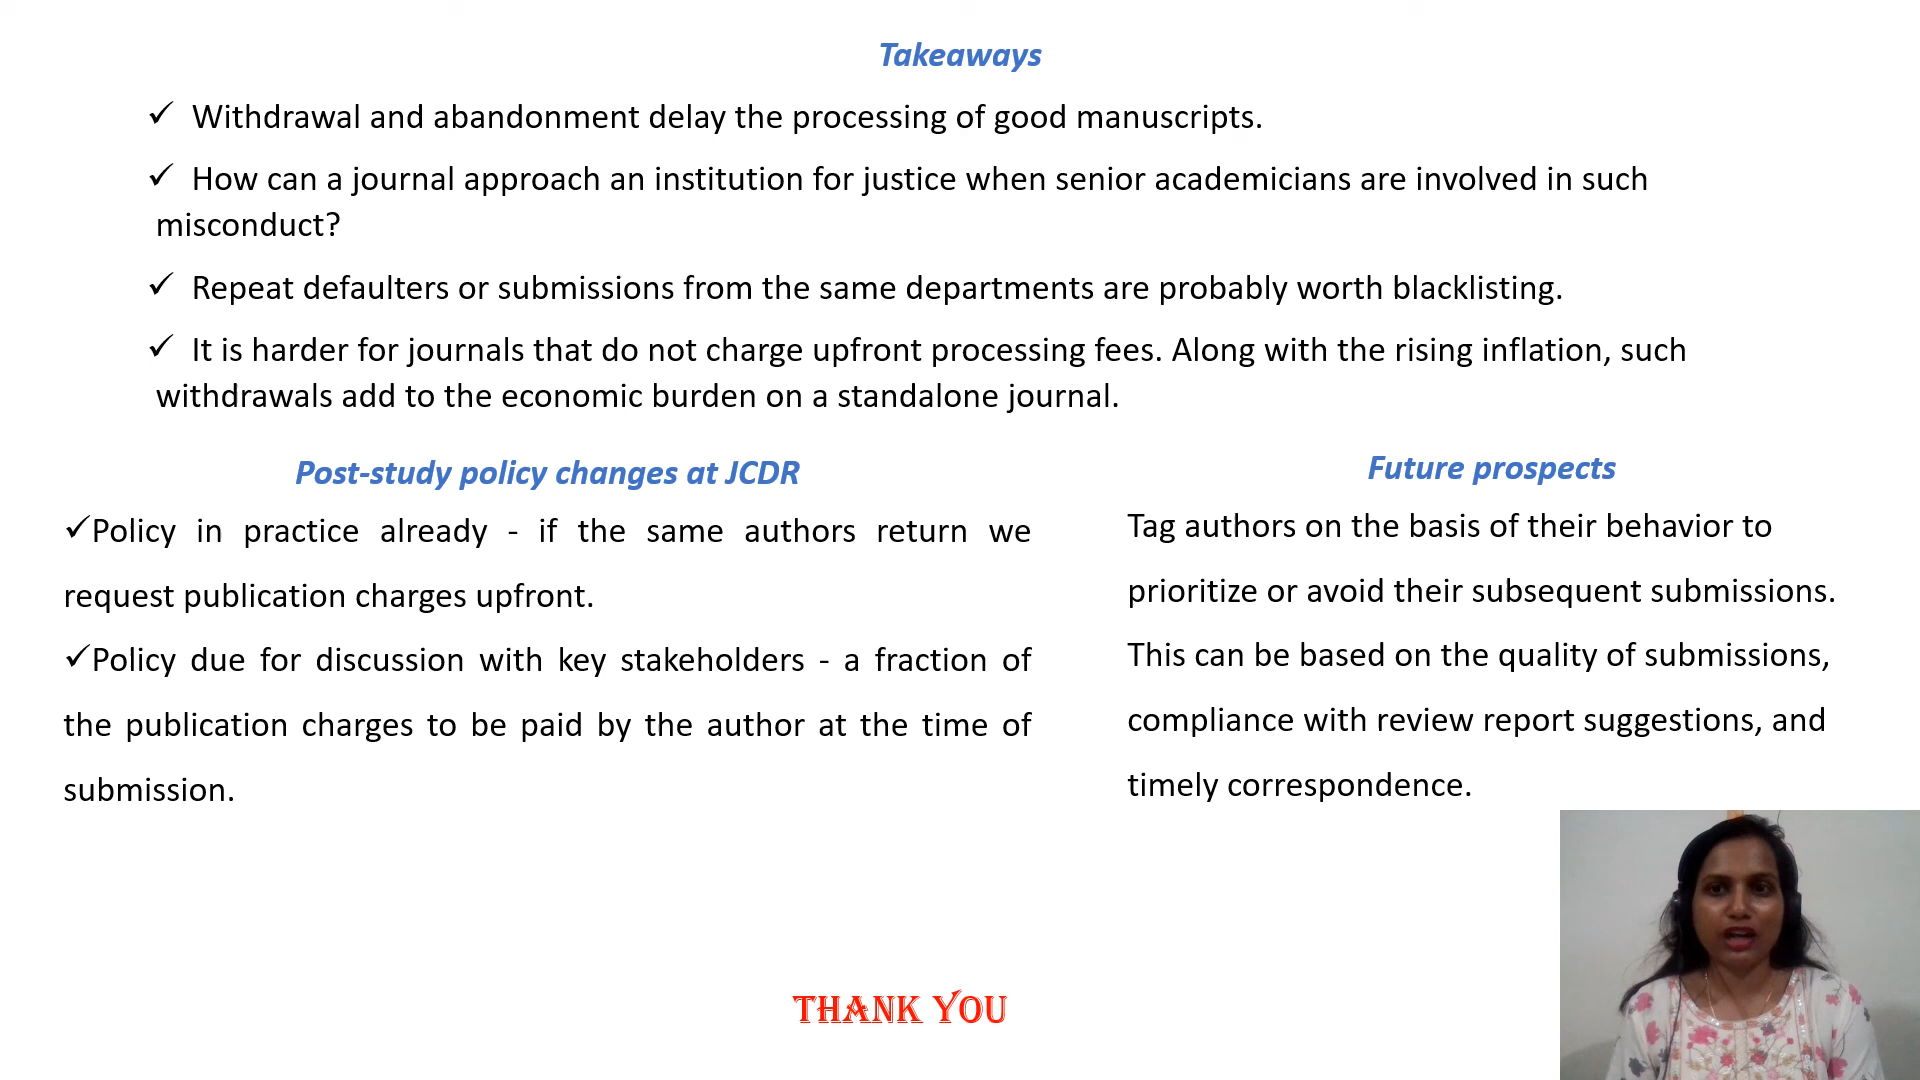 Takeaways
✓ Withdrawal and abandonment delay the processing of good manuscripts.
✓ How can a journal approach an institution for justice when senior academicians are involved in such
misconduct?
✓ Repeat defaulters or submissions from the same departments are probably worth blacklisting.
✓ It is harder for journals that do not charge upfront processing fees. Along with the rising inflation, such
withdrawals add to the economic burden on a standalone journal.
Post-study policy changes at JCDR
✓Policy in practice already - if the same authors return we
request publication charges upfront.
✓Policy due for discussion with key stakeholders - a fraction of
the publication charges to be paid by the author at the time of
submission.
Future prospects
Tag authors on the basis of their behavior to
prioritize or avoid their subsequent submissions.
This can be based on the quality of submissions,
compliance with review report suggestions, and
timely correspondence.
THANK YOU